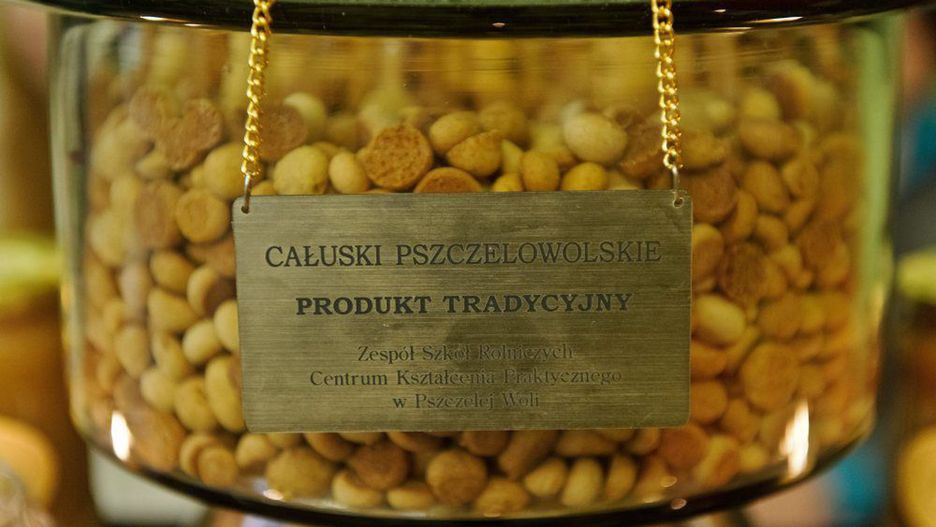 CAŁUSKI PSZCZELOWOLSKIE
PRODUKT TRADYCYJNY
Zespół Szkół Rolniczych
Centrum Kształcenia Praktycznego
w Pszczelej Woli